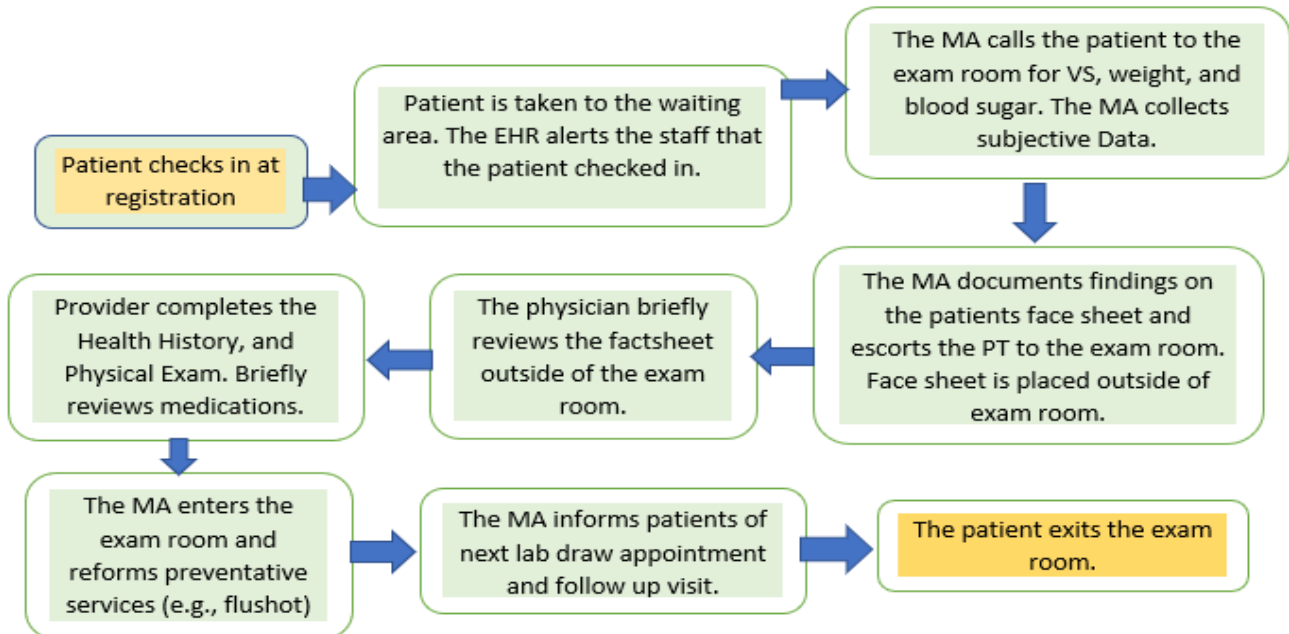 Patient checks in at
registration
Patient is taken to the waiting
area. The EHR alerts the staff that
the patient checked in.
The MA calls the patient to the
exam room for VS, weight, and
blood sugar. The MA collects
subjective Data.
The MA documents findings on
the patients face sheet and
escorts the PT to the exam room.
Face sheet is placed outside of
exam room.
The physician briefly
reviews the factsheet
outside of the exam
room.
Provider completes the
Health History, and
Physical Exam. Briefly
reviews medications.
The MA enters the
exam room and
reforms preventative
services (e.g., flushot)
The MA informs patients of
next lab draw appointment
and follow up visit.
The patient exits the exam
room.